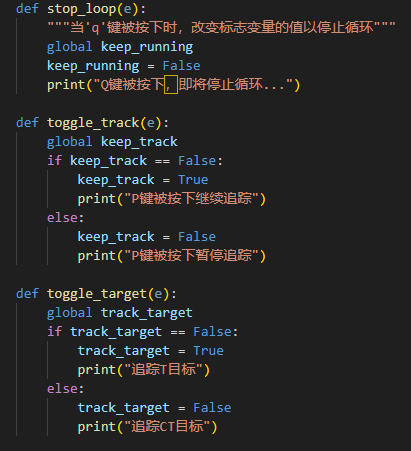 def stop_loop(e):
    """当'q'键被按下时，改变标志变量的值以停止循环"""
    global keep_running
    keep_running = False
    print("Q键被按下，即将停止循环...")
def toggle_track(e):
    global keep_track
    if keep_track == False:
        keep_track = True
        print("P键被按下继续追踪")
    else:
        keep_track = False
        print("P键被按下暂停追踪")
def toggle_target(e):
    global track_target
    if track_target == False:
        track_target = True
        print("追踪T目标")
    else:
        track_target = False
        print("追踪CT目标")